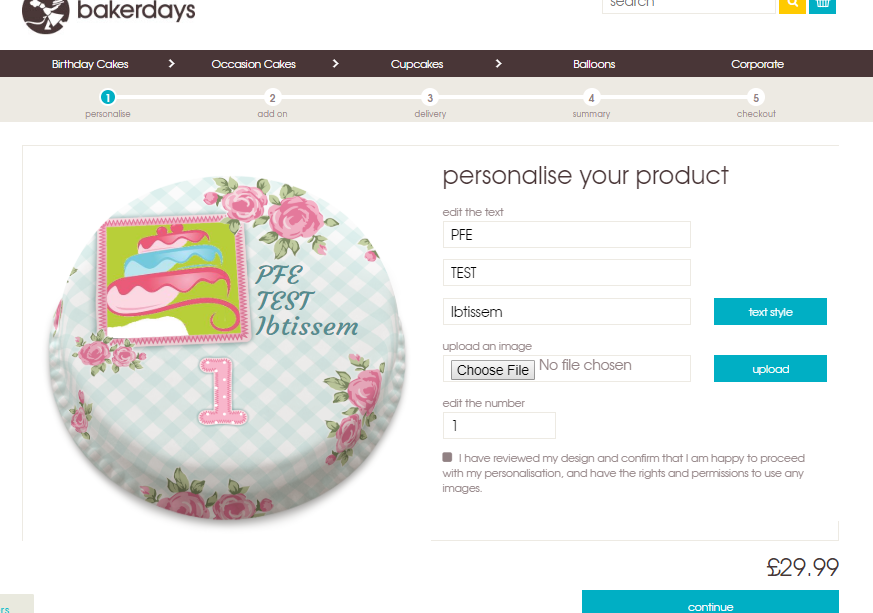 bakerdays
search
Birthday Cakes
Occasion Cakes
Cupcakes
Balloons
Corporate
1
2
3
4
5
personalise
add on
delivery
summary
checkout
PFE
TEST
Ibtissem
1
personalise your product
edit the text
PFE
TEST
Ibtissem
text style
upload an image
Choose File No file chosen
upload
edit the number
1
I have reviewed my design and confirm that I am happy to proceed
with my personalisation, and have the rights and permissions to use any
images.
£29.99
continue
rs